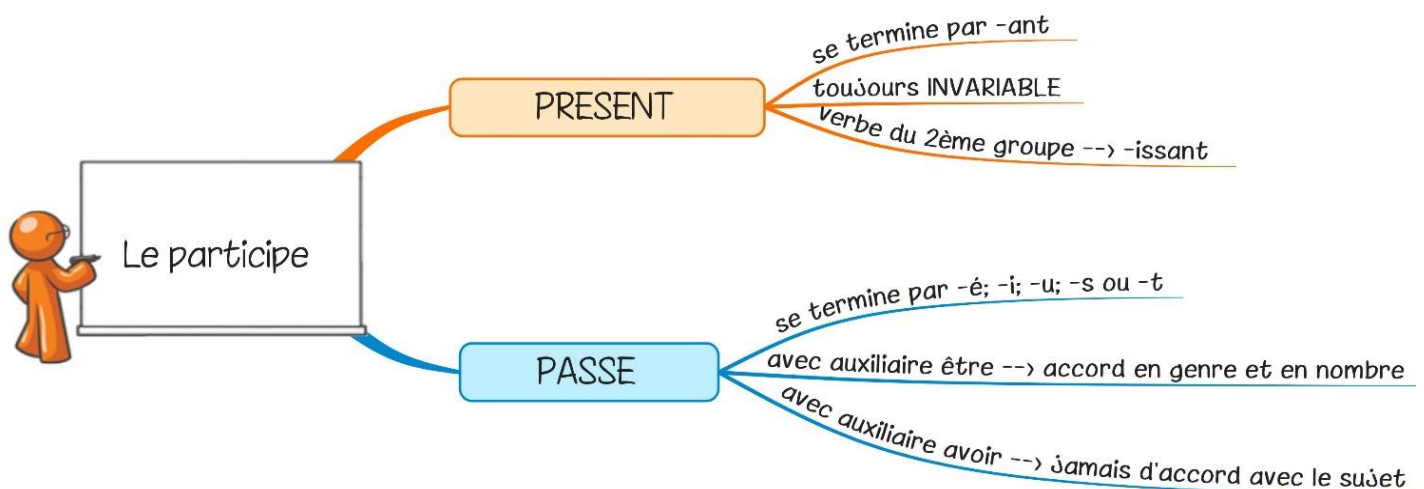 Le participe
PRESENT
se termine par -ant
toujours INVARIABLE
verbe du 2ème groupe --> -issant
PASSE
se termine par -é; -i; -u; -s ou -t
avec auxiliaire être --> accord en genre et en nombre
avec auxiliaire avoir --> jamais d'accord avec le sujet